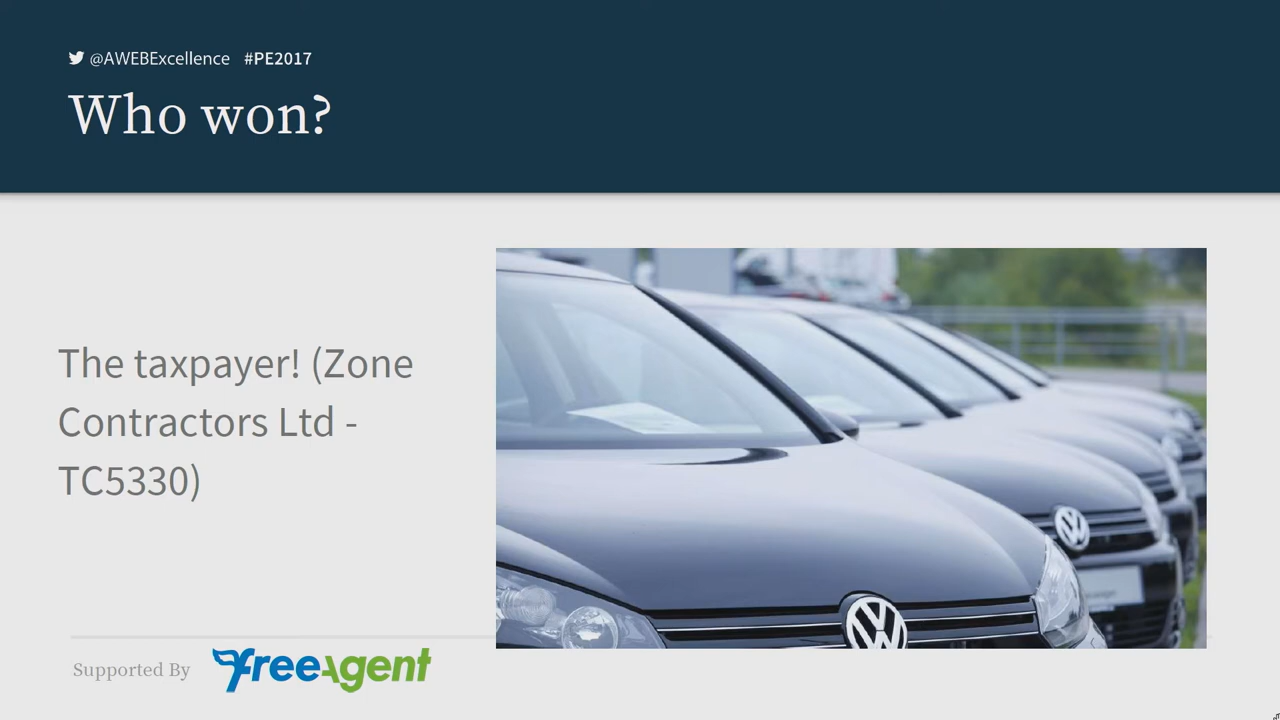 @AWEBExcellence #PE2017
Who won?
The taxpayer! (Zone
Contractors Ltd -
TC5330)
Supported By freeagent